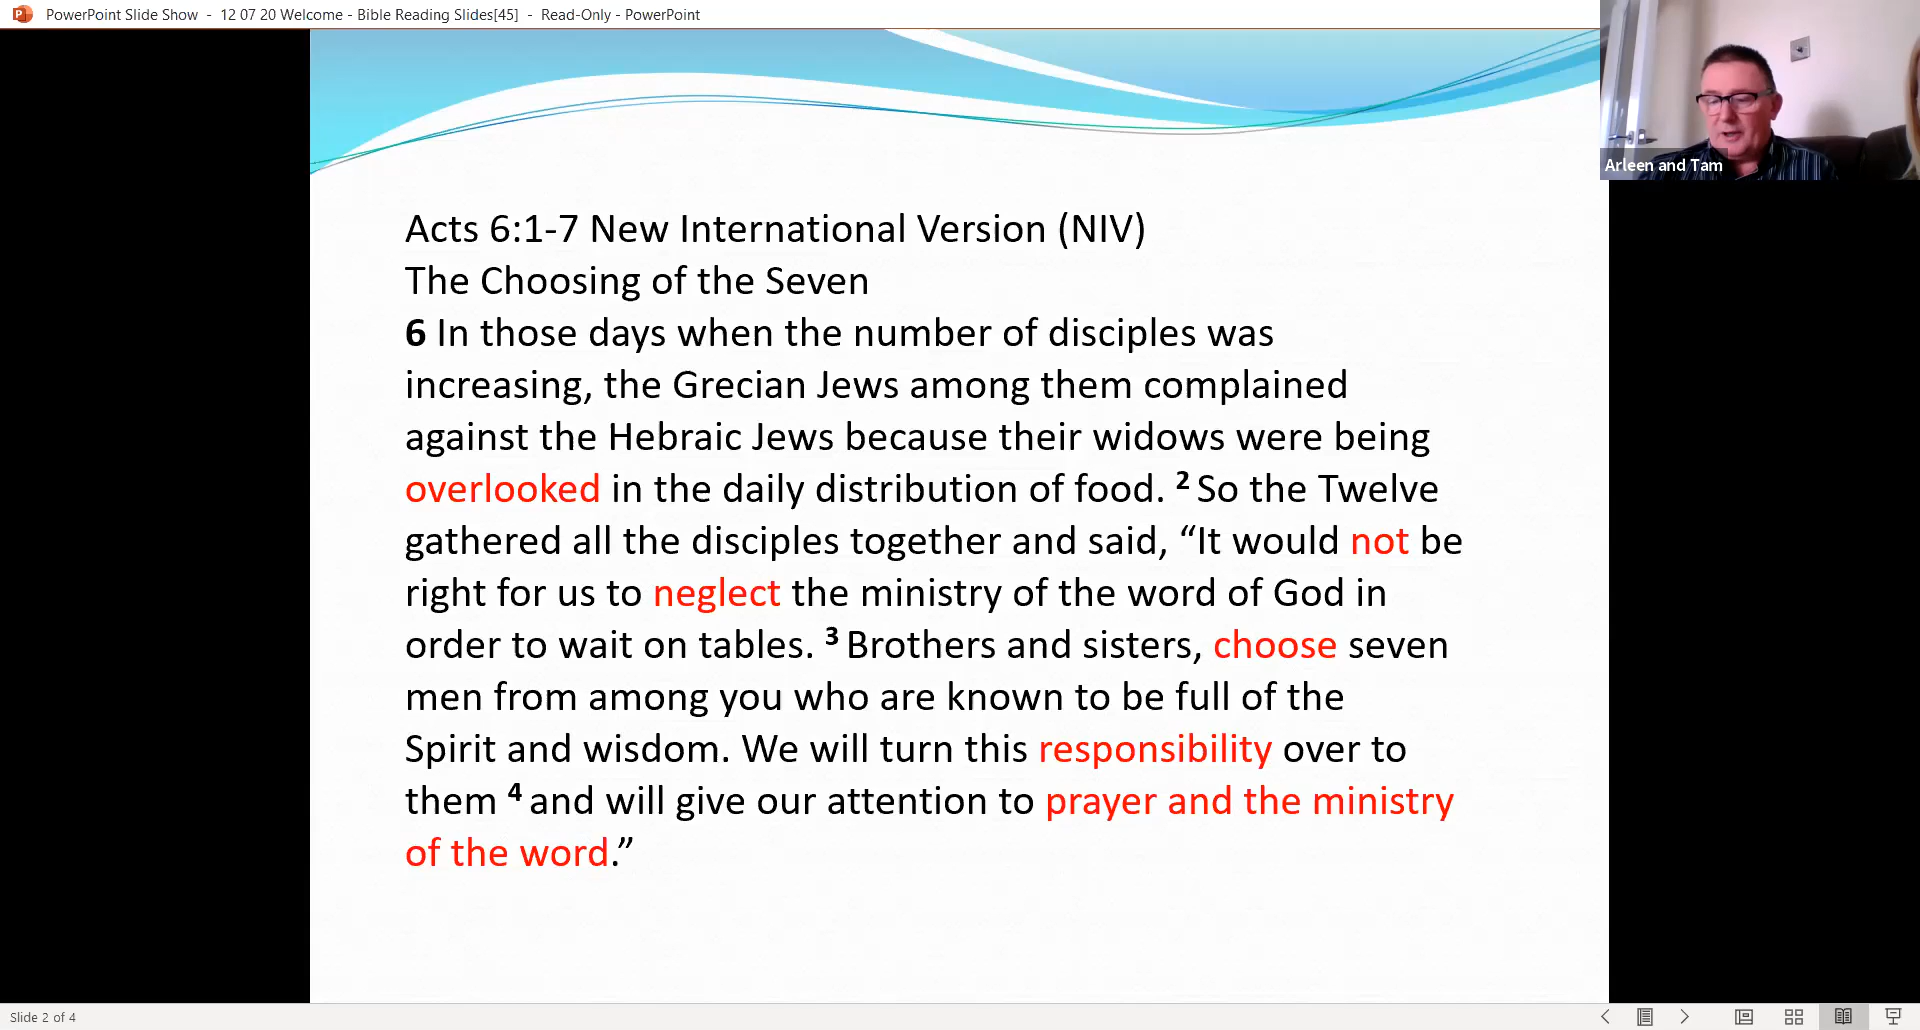 PowerPoint Slide Show - 12 07 20 Welcome - Bible Reading Slides[45] - Read-Only - PowerPoint
Arleen and Tam
Acts 6:1-7 New International Version (NIV)
The Choosing of the Seven
6 In those days when the number of disciples was
increasing, the Grecian Jews among them complained
against the Hebraic Jews because their widows were being
overlooked in the daily distribution of food. 2 So the Twelve
gathered all the disciples together and said, “It would not be
right for us to neglect the ministry of the word of God in
order to wait on tables. 3 Brothers and sisters, choose seven
men from among you who are known to be full of the
Spirit and wisdom. We will turn this responsibility over to
them 4 and will give our attention to prayer and the ministry
of the word.”
Slide 2 of 4